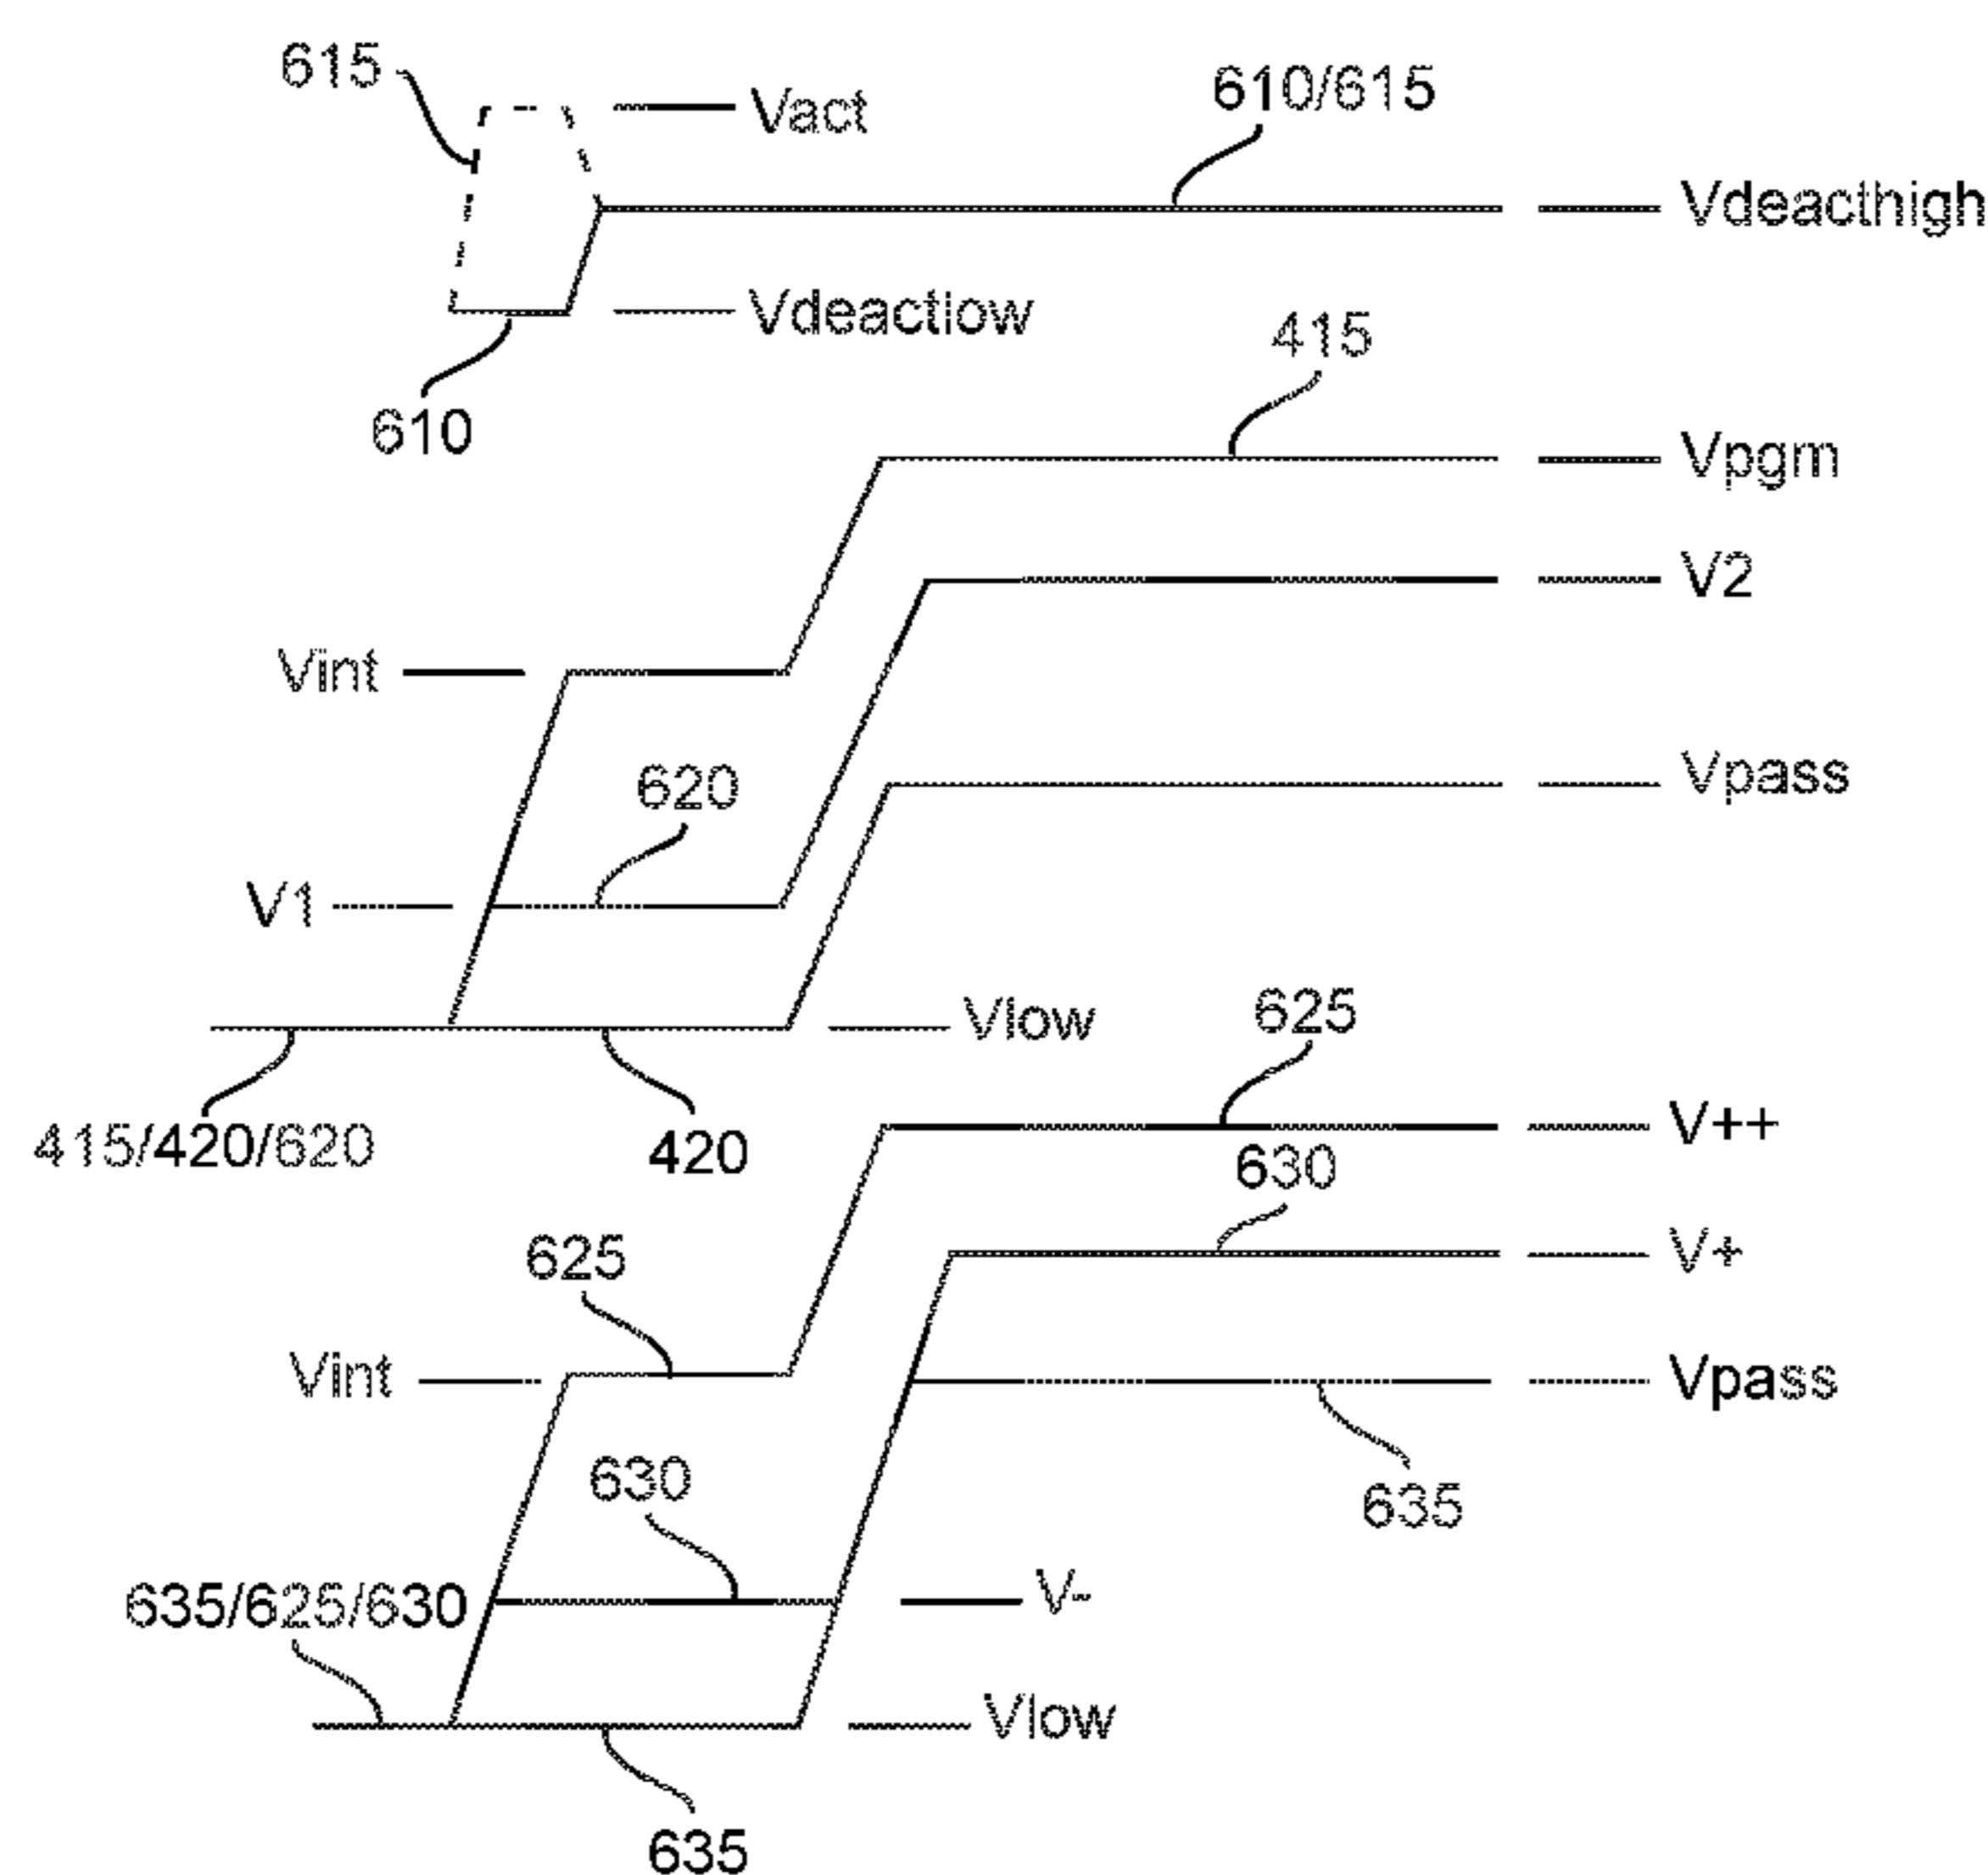 615
Vact
610/615
Vdeacthigh
Vdeactlow
610
415
Vpgm
V2
Vint
620
Vpass
V1
Vlow
625
415/420/620
420
V++
630
625
V+
Vint
Vpass
630
635
635/625/630
V-
Vlow
635